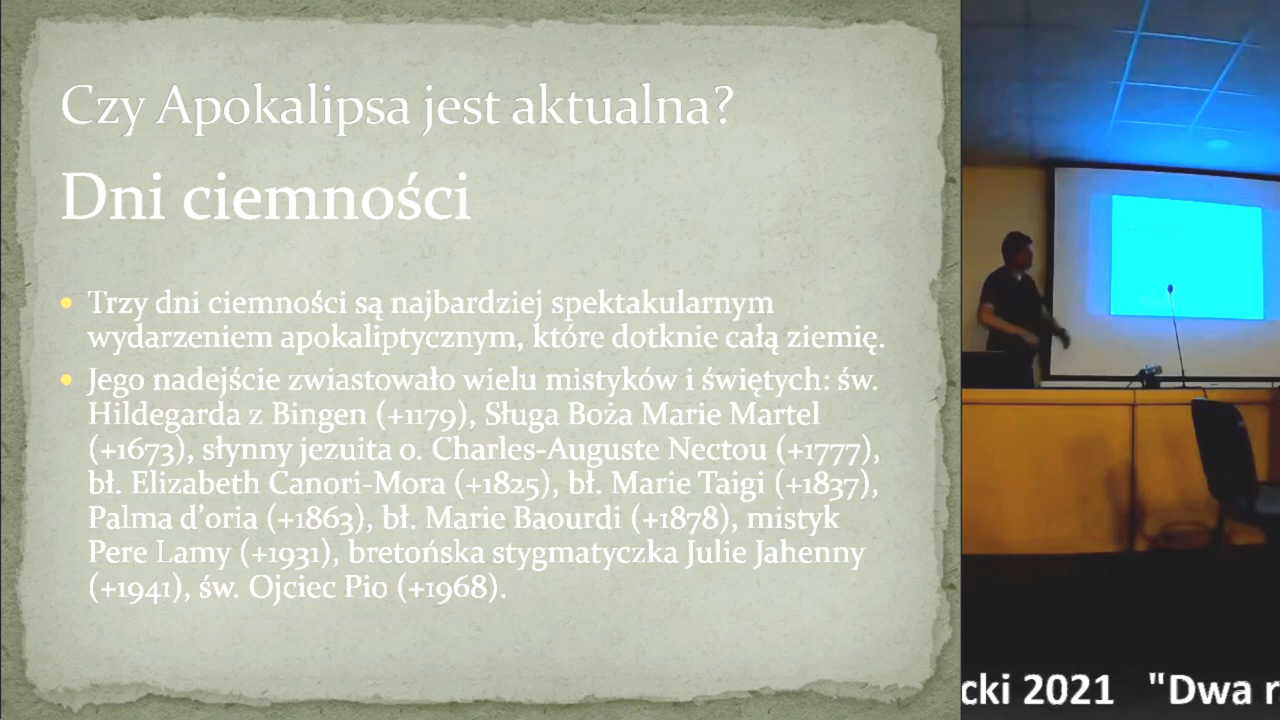 Czy Apokalipsa jest aktualna?
Dni ciemności
• Trzy dni ciemności są najbardziej spektakularnym
wydarzeniem apokaliptycznym, które dotknie całą ziemię.
• Jego nadejście zwiastowało wielu mistyków i świętych: św.
Hildegarda z Bingen (+1179), Sługa Boża Marie Martel
(+1673), słynny jezuita o. Charles-Auguste Nectou (+1777),
bł. Elizabeth Canori-Mora (+1825), bł. Marie Taigi (+1837),
Palma d'oria (+1863), bł. Marie Baourdi (+1878), mistyk
Pere Lamy (+1931), bretońska stygmatyczka Julie Jahenny
(+1941), św. Ojciec Pio (+1968).
cki 2021 "Dwa r